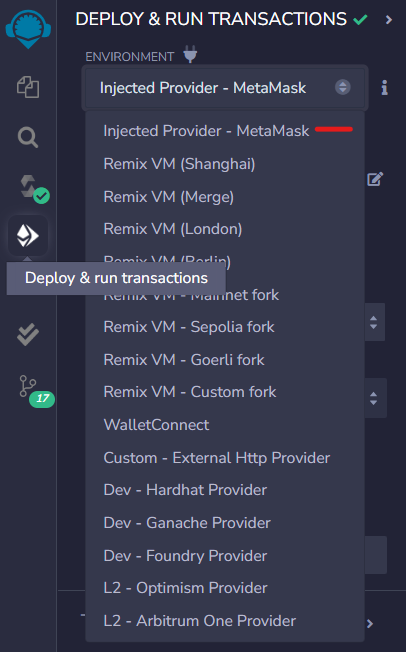 DEPLOY & RUN TRANSACTIONS
ENVIRONMENT
Injected Provider - MetaMask
Injected Provider - MetaMask
Remix VM (Shanghai)
Remix VM (Merge)
Remix VM (London)
Remix VM (Berlin)
Deploy & run transactions
Remix VM - Mainnet fork
Remix VM - Sepolia fork
Remix VM - Goerli fork
Remix VM - Custom fork
17
WalletConnect
Custom - External Http Provider
Dev - Hardhat Provider
Dev - Ganache Provider
Dev - Foundry Provider
L2 - Optimism Provider
L2 - Arbitrum One Provider